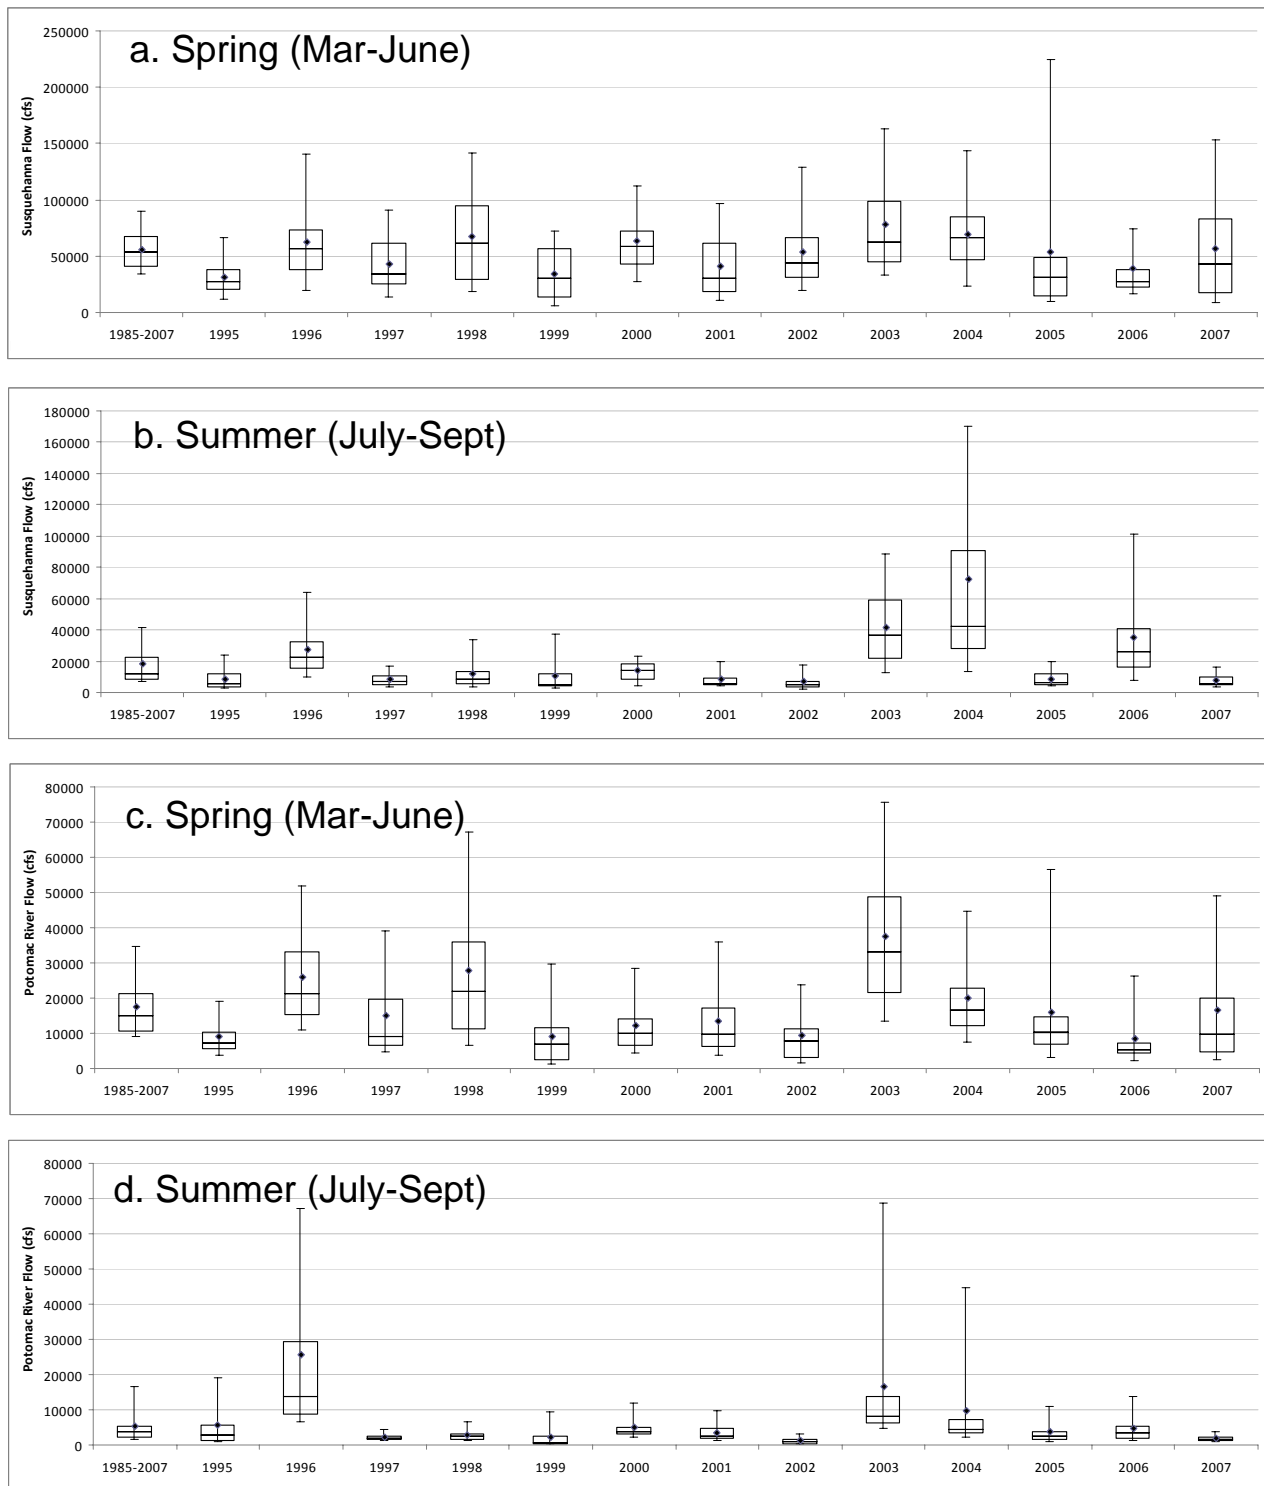 a. Spring (Mar-June)
Susquehanna Flow (cfs)
250000
200000
150000
100000
50000
0
1985-2007 1995 1996 1997 1998 1999 2000 2001 2002 2003 2004 2005 2006 2007
b. Summer (July-Sept)
Susquehanna Flow (cfs)
180000
160000
140000
120000
100000
80000
60000
40000
20000
0
1985-2007 1995 1996 1997 1998 1999 2000 2001 2002 2003 2004 2005 2006 2007
c. Spring (Mar-June)
Potomac River Flow (cfs)
80000
70000
60000
50000
40000
30000
20000
10000
0
1985-2007 1995 1996 1997 1998 1999 2000 2001 2002 2003 2004 2005 2006 2007
d. Summer (July-Sept)
Potomac River Flow (cfs)
80000
70000
60000
50000
40000
30000
20000
10000
0
1985-2007 1995 1996 1997 1998 1999 2000 2001 2002 2003 2004 2005 2006 2007